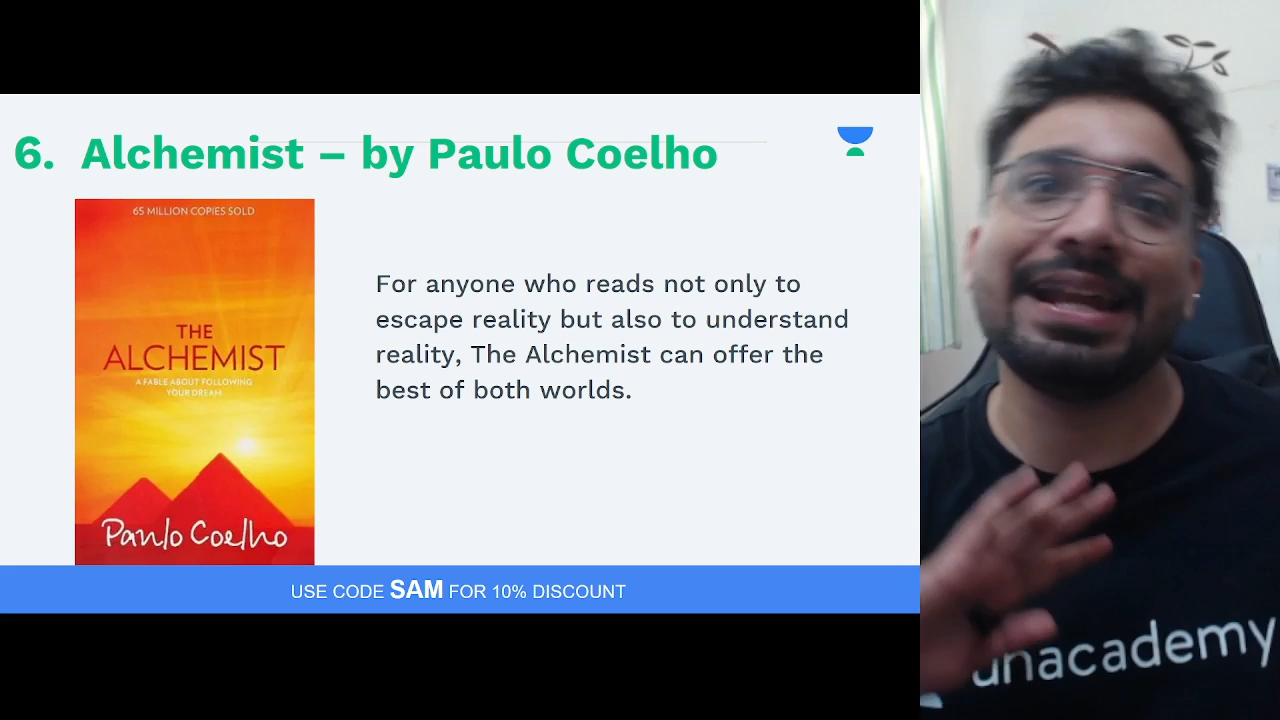 6. Alchemist – by Paulo Coelho
65 MILLION COPIES SOLD
THE
ALCHEMIST
A FABLE ABOUT FOLLOWING
YOUR DREAM
Paulo Coelho
For anyone who reads not only to
escape reality but also to understand
reality, The Alchemist can offer the
best of both worlds.
USE CODE SAM FOR 10% DISCOUNT
unacademy